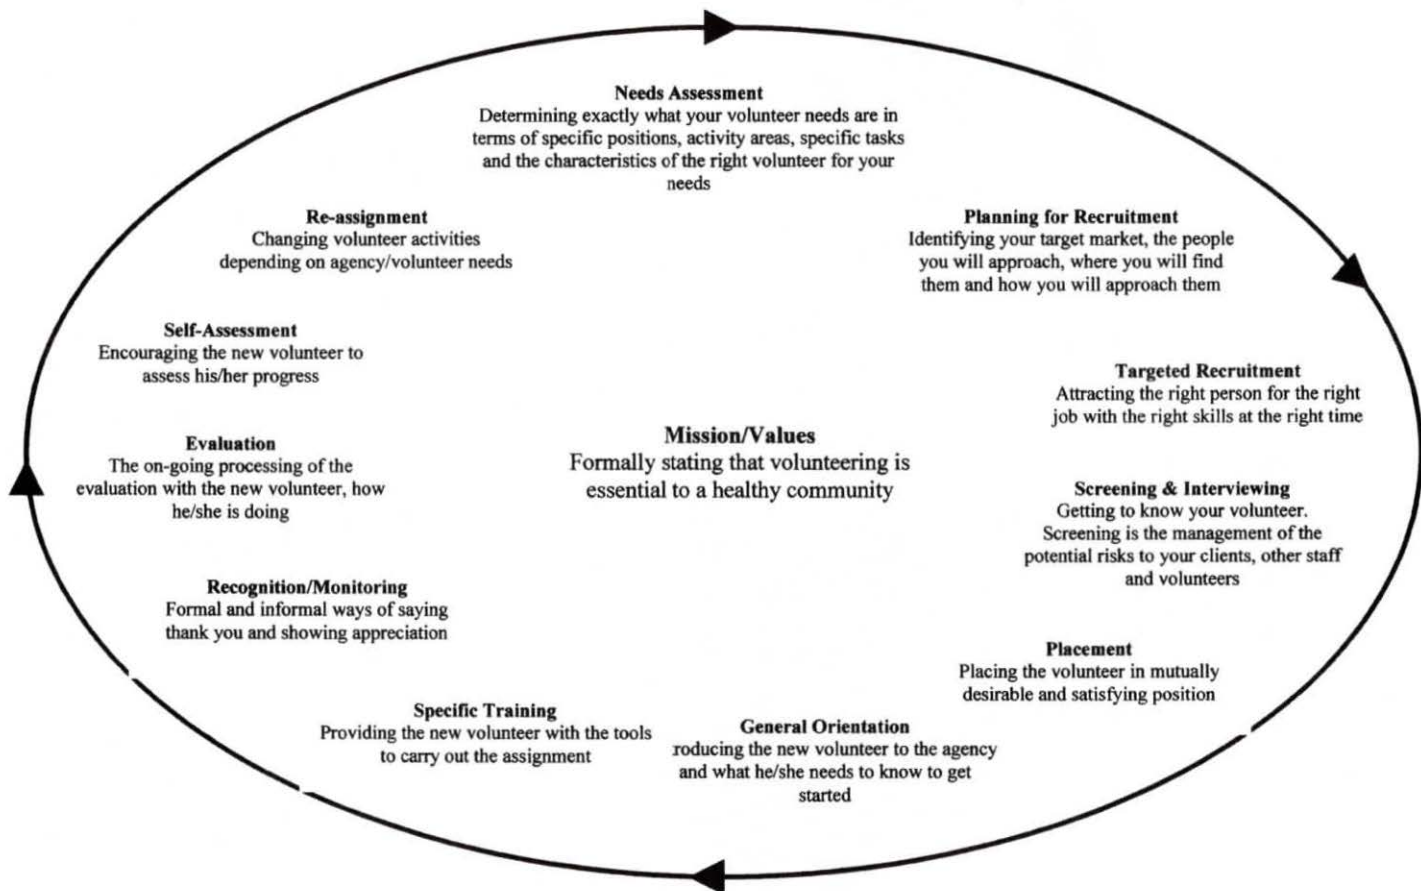 Needs Assessment
Determining exactly what your volunteer needs are in
terms of specific positions, activity areas, specific tasks
and the characteristics of the right volunteer for your
needs
Planning for Recruitment
Identifying your target market, the people
you will approach, where you will find
them and how you will approach them
Targeted Recruitment
Attracting the right person for the right
job with the right skills at the right time
Screening & Interviewing
Getting to know your volunteer.
Screening is the management of the
potential risks to your clients, other staff
and volunteers
Placement
Placing the volunteer in mutually
desirable and satisfying position
General Orientation
roducing the new volunteer to the agency
and what he/she needs to know to get
started
Specific Training
Providing the new volunteer with the tools
to carry out the assignment
Recognition/Monitoring
Formal and informal ways of saying
thank you and showing appreciation
Evaluation
The on-going processing of the
evaluation with the new volunteer, how
he/she is doing
Self-Assessment
Encouraging the new volunteer to
assess his/her progress
Re-assignment
Changing volunteer activities
depending on agency/volunteer needs
Mission/Values
Formally stating that volunteering is
essential to a healthy community